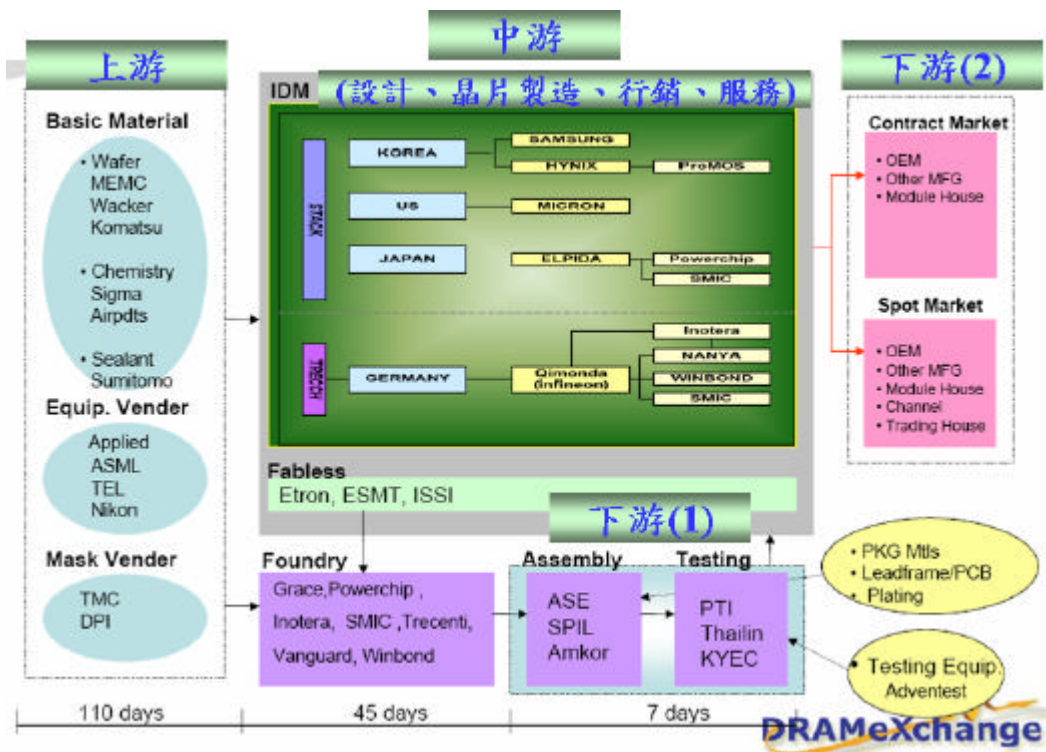 上游
Basic Material
• Wafer
MEMC
Wacker
Komatsu
• Chemistry
Sigma
Airpdts
• Sealant
Sumitomo
Equip. Vender
Applied
ASML
TEL
Nikon
Mask Vender
TMC
DPI
中游
IDM
(設計、晶片製造、行銷、服務)
STACK
KOREA
SAMSUNG
HYNIX
ProMOS
US
MICRON
JAPAN
ELPIDA
Powerchip
SMIC
TRECCH
GERMANY
Qimonda
(infineon)
Inotera
NANYA
WINBOND
SMIC
Fabless
Etron, ESMT, ISSI
Foundry
Grace,Powerchip ,
Inotera, SMIC ,Trecenti,
Vanguard, Winbond
下游(1)
Assembly
ASE
SPIL
Amkor
Testing
PTI
Thailin
KYEC
下游(2)
Contract Market
• OEM
• Other MFG
• Module House
Spot Market
• OEM
• Other MFG
• Module House
• Channel
• Trading House
• PKG Mtls
• Leadframe/PCB
• Plating
• Testing Equip.
Adventest
110 days
45 days
7 days
DRAMeXchange